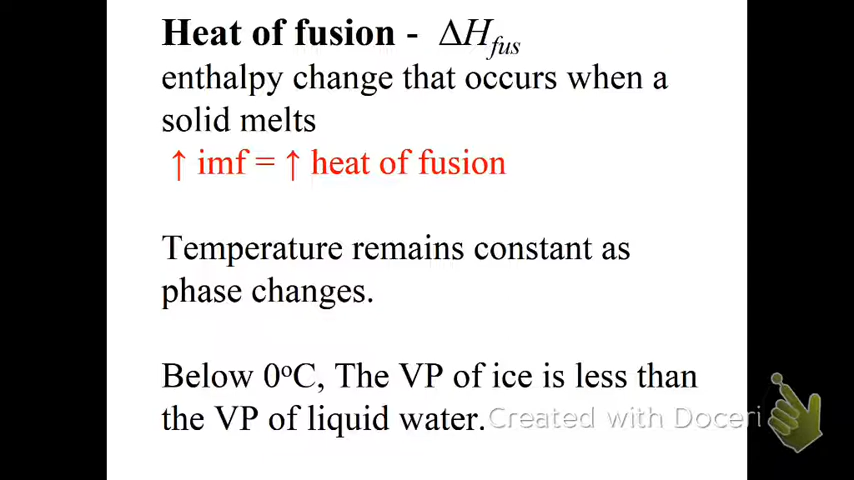 Heat of fusion - ΔHfus
enthalpy change that occurs when a
solid melts
↑ imf = ↑ heat of fusion
Temperature remains constant as
phase changes.
Below 0°C, The VP of ice is less than
the VP of liquid water.
Created with Doceri